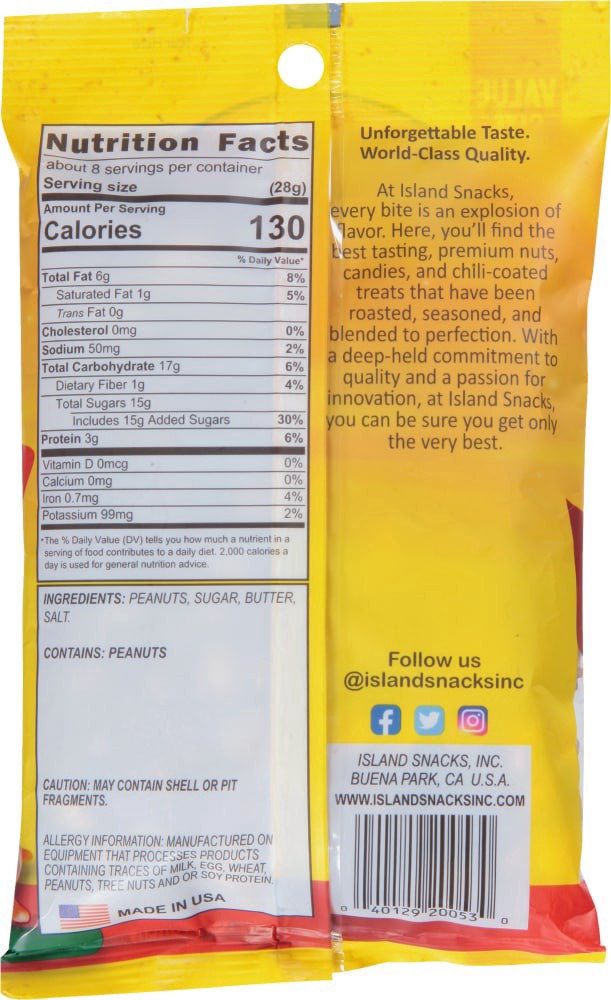 Nutrition Facts
about 8 servings per container
Serving size (28g)
Amount Per Serving
Calories 130
% Daily Value*
Total Fat 6g 8%
Saturated Fat 1g 5%
Trans Fat 0g
Cholesterol 0mg 0%
Sodium 50mg 2%
Total Carbohydrate 17g 6%
Dietary Fiber 1g 4%
Total Sugars 15g
Includes 15g Added Sugars 30%
Protein 3g 6%
Vitamin D 0mcg 0%
Calcium 0mg 0%
Iron 0.7mg 4%
Potassium 99mg 2%
*The % Daily Value (DV) tells you how much a nutrient in a
serving of food contributes to a daily diet. 2,000 calories a
day is used for general nutrition advice.
INGREDIENTS: PEANUTS, SUGAR, BUTTER,
SALT.
CONTAINS: PEANUTS
CAUTION: MAY CONTAIN SHELL OR PIT
FRAGMENTS.
ALLERGY INFORMATION: MANUFACTURED ON
EQUIPMENT THAT PROCESSES PRODUCTS
CONTAINING TRACES OF MILK, EGG, WHEAT,
PEANUTS, TREE NUTS AND OR SOY PROTEIN.
MADE IN USA
VALUE
Unforgettable Taste.
World-Class Quality.
At Island Snacks,
every bite is an explosion of
flavor. Here, you'll find the
best tasting, premium nuts,
candies, and chili-coated
treats that have been
roasted, seasoned, and
blended to perfection. With
a deep-held commitment to
quality and a passion for
innovation, at Island Snacks,
you can be sure you get only
the very best.
Follow us
@islandsnacksinc
ISLAND SNACKS, INC.
BUENA PARK, CA U.S.A.
WWW.ISLANDSNACKSINC.COM
0 40129 20053 0